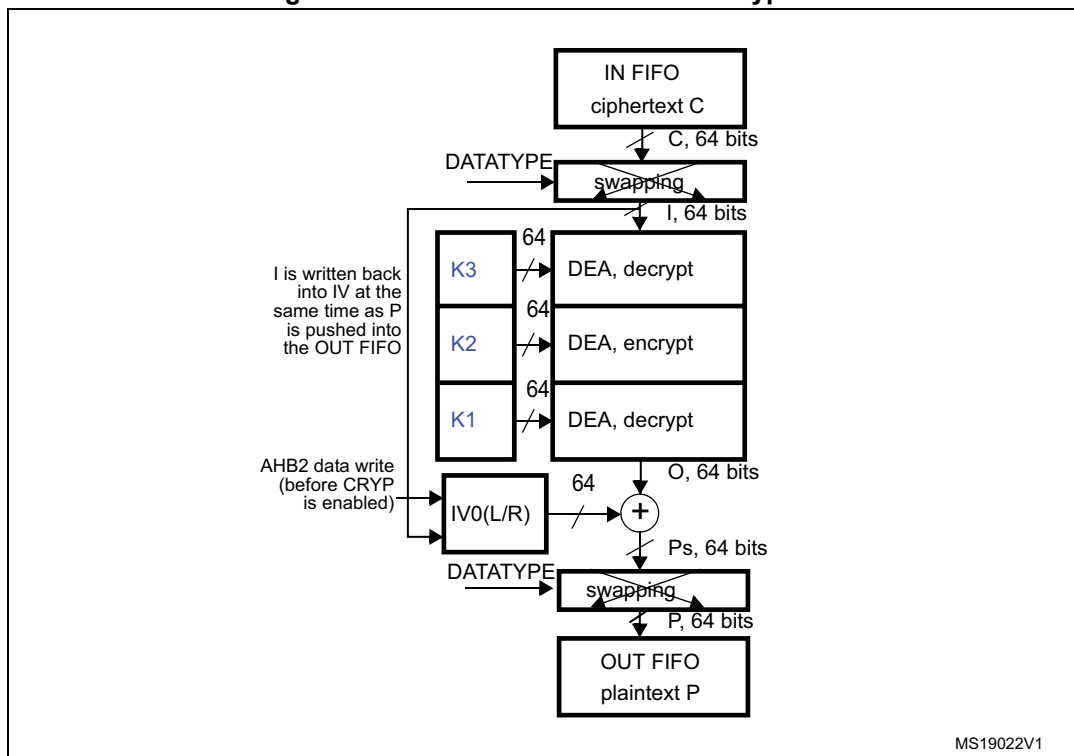 IN FIFO
ciphertext C
C, 64 bits
DATATYPE
swapping
I, 64 bits
I is written back
into IV at the
same time as P
is pushed into
the OUT FIFO
64
K3
DEA, decrypt
64
K2
DEA, encrypt
64
K1
DEA, decrypt
O, 64 bits
AHB2 data write
(before CRYP
is enabled)
IV0(L/R)
64
+
Ps, 64 bits
DATATYPE
swapping
P, 64 bits
OUT FIFO
plaintext P
MS19022V1